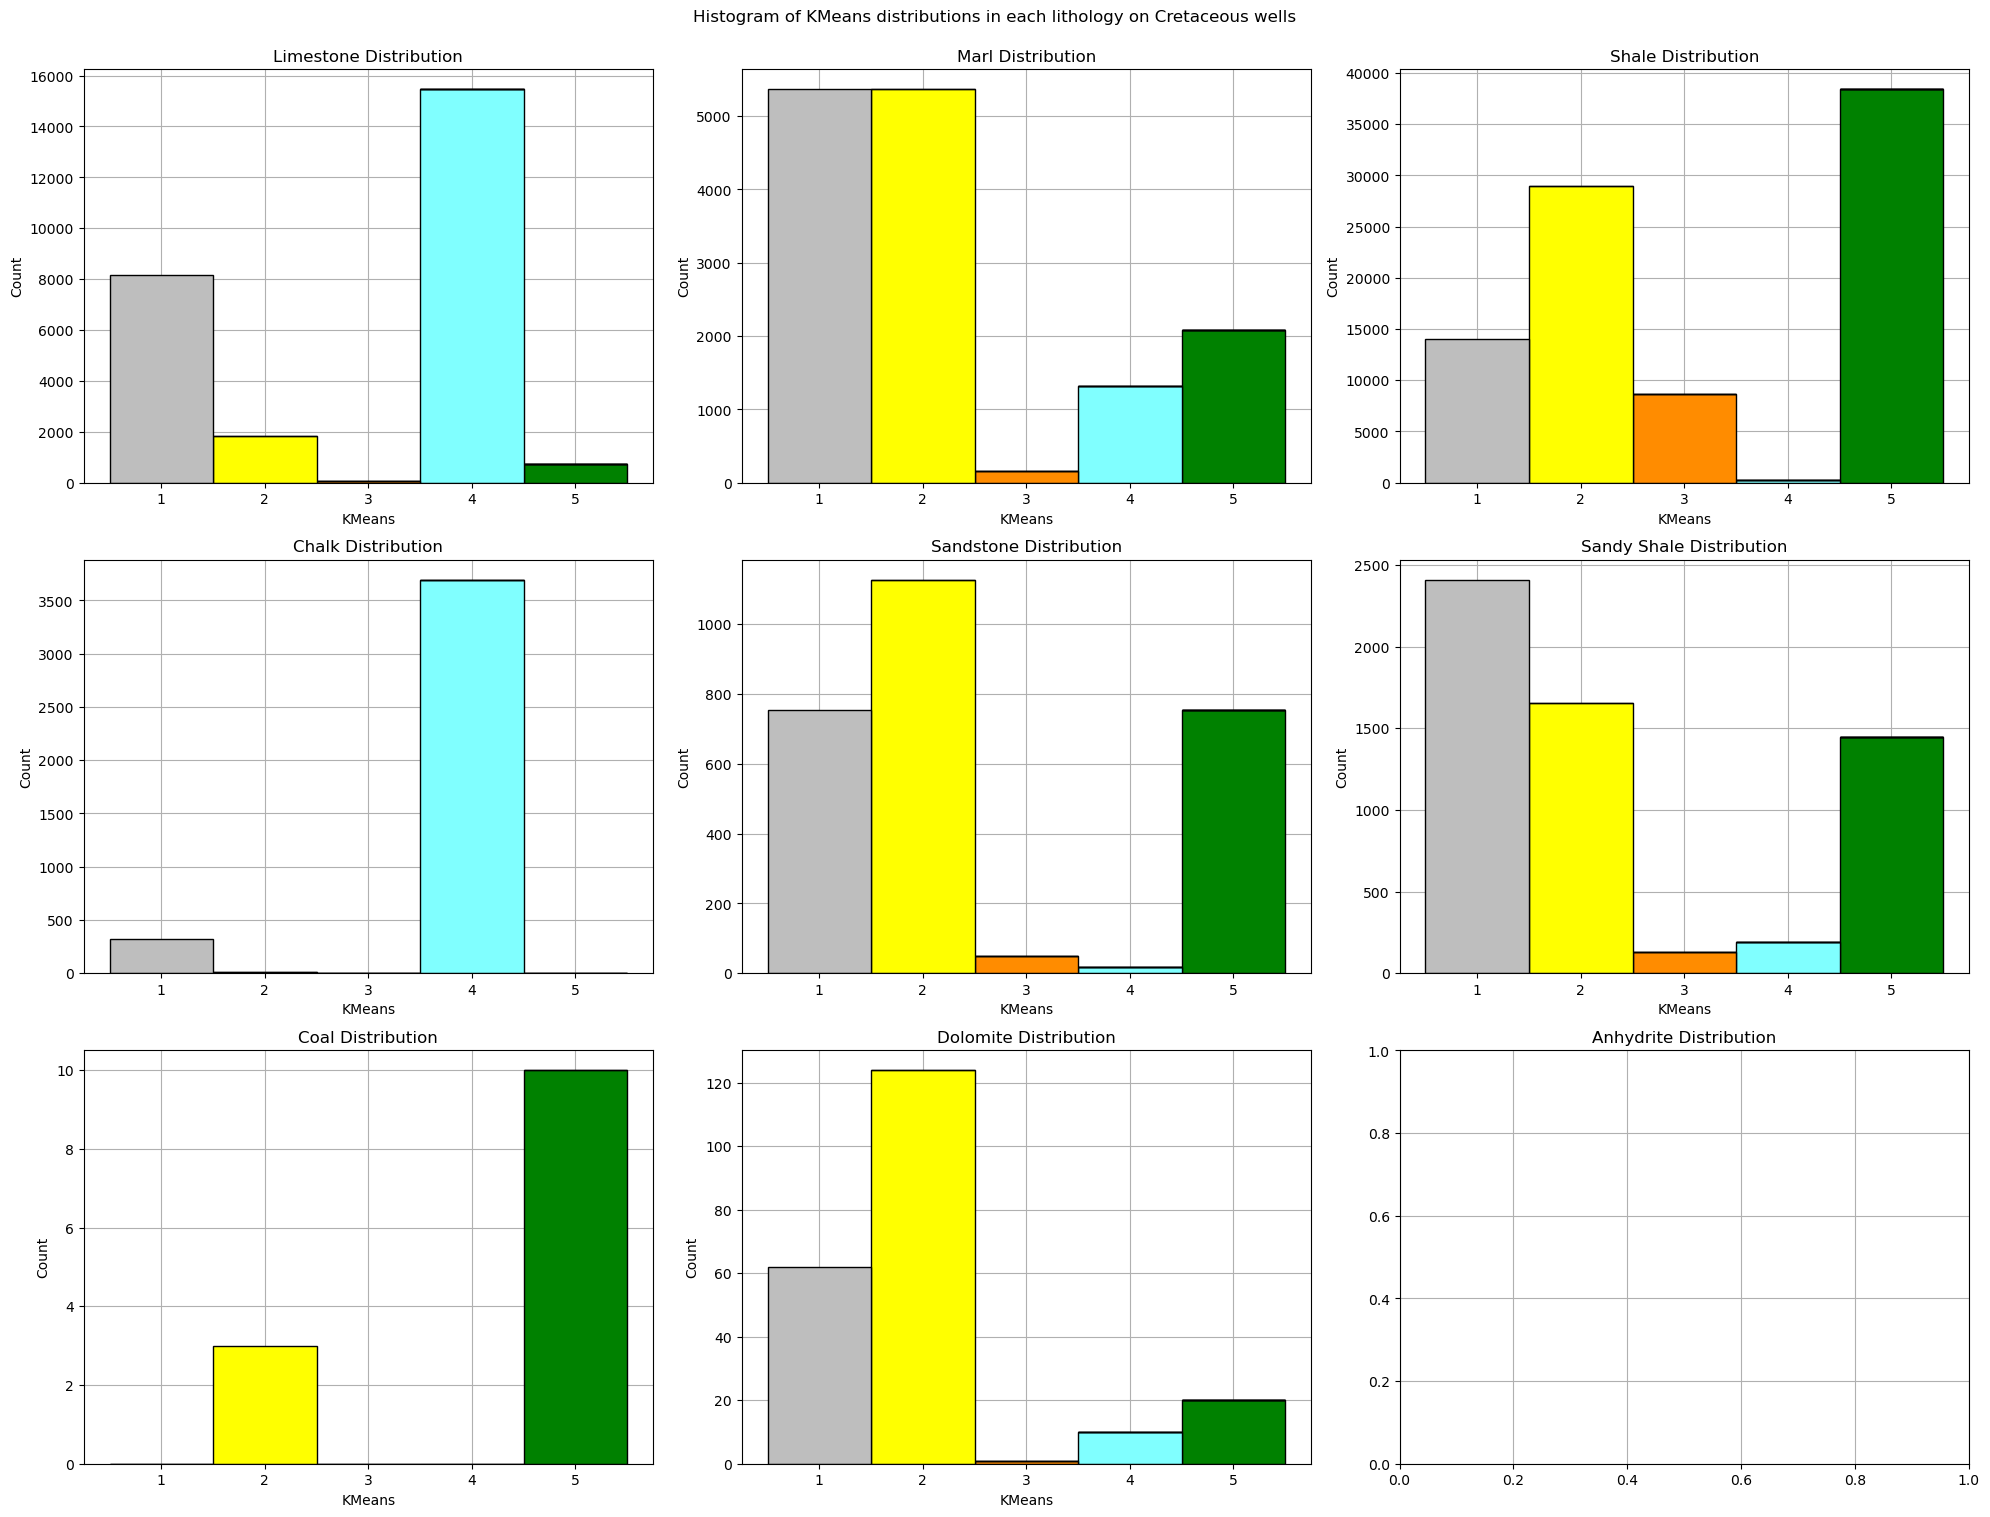 Histogram of KMeans distributions in each lithology on Cretaceous wells
Limestone Distribution
16000
14000
12000
10000
8000
6000
4000
2000
0
Count
1 2 3 4 5
KMeans
Marl Distribution
5000
4000
3000
2000
1000
0
Count
1 2 3 4 5
KMeans
Shale Distribution
40000
35000
30000
25000
20000
15000
10000
5000
0
Count
1 2 3 4 5
KMeans
Chalk Distribution
3500
3000
2500
2000
1500
1000
500
0
Count
1 2 3 4 5
KMeans
Sandstone Distribution
1000
800
600
400
200
0
Count
1 2 3 4 5
KMeans
Sandy Shale Distribution
2500
2000
1500
1000
500
0
Count
1 2 3 4 5
KMeans
Coal Distribution
10
8
6
4
2
0
Count
1 2 3 4 5
KMeans
Dolomite Distribution
120
100
80
60
40
20
0
Count
1 2 3 4 5
KMeans
Anhydrite Distribution
1.0
0.8
0.6
0.4
0.2
0.0
0.0 0.2 0.4 0.6 0.8 1.0